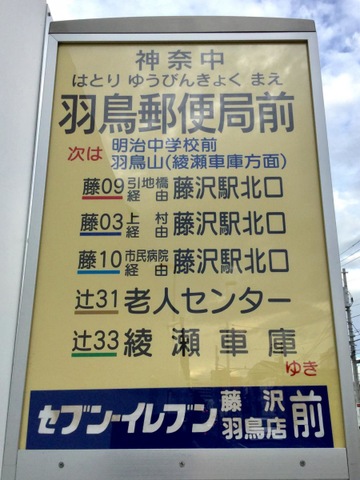 神奈中
はとり ゆうびんきょく まえ
羽鳥郵便局前
次は 明治中学校前
羽鳥山(綾瀬車庫方面)
藤09 引地橋経由 藤沢駅北口
藤03 上村経由 藤沢駅北口
藤10 市民病院経由 藤沢駅北口
辻31 老人センター
辻33 綾瀬車庫
ゆき
セブン-イレブン 藤沢羽鳥店 前